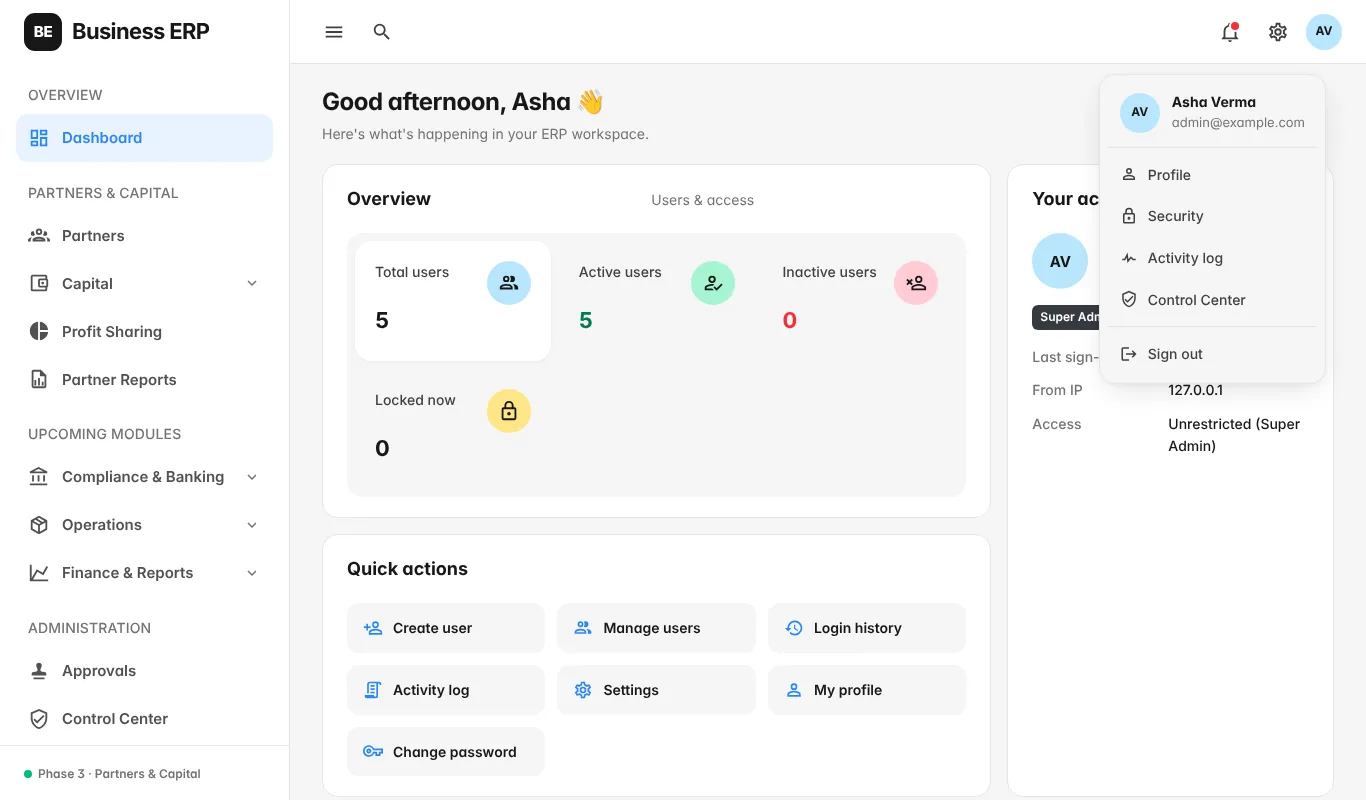 BE Business ERP
OVERVIEW
Dashboard
PARTNERS & CAPITAL
Partners
Capital
Profit Sharing
Partner Reports
UPCOMING MODULES
Compliance & Banking
Operations
Finance & Reports
ADMINISTRATION
Approvals
Control Center
Phase 3 · Partners & Capital
AV
Good afternoon, Asha 👋
Here's what's happening in your ERP workspace.
Overview
Users & access
Total users
5
Active users
5
Inactive users
0
Locked now
0
Quick actions
Create user
Manage users
Login history
Activity log
Settings
My profile
Change password
Your ac
AV
Super Adm
Last sign-
From IP 127.0.0.1
Access Unrestricted (Super
Admin)
AV
Asha Verma
admin@example.com
Profile
Security
Activity log
Control Center
Sign out